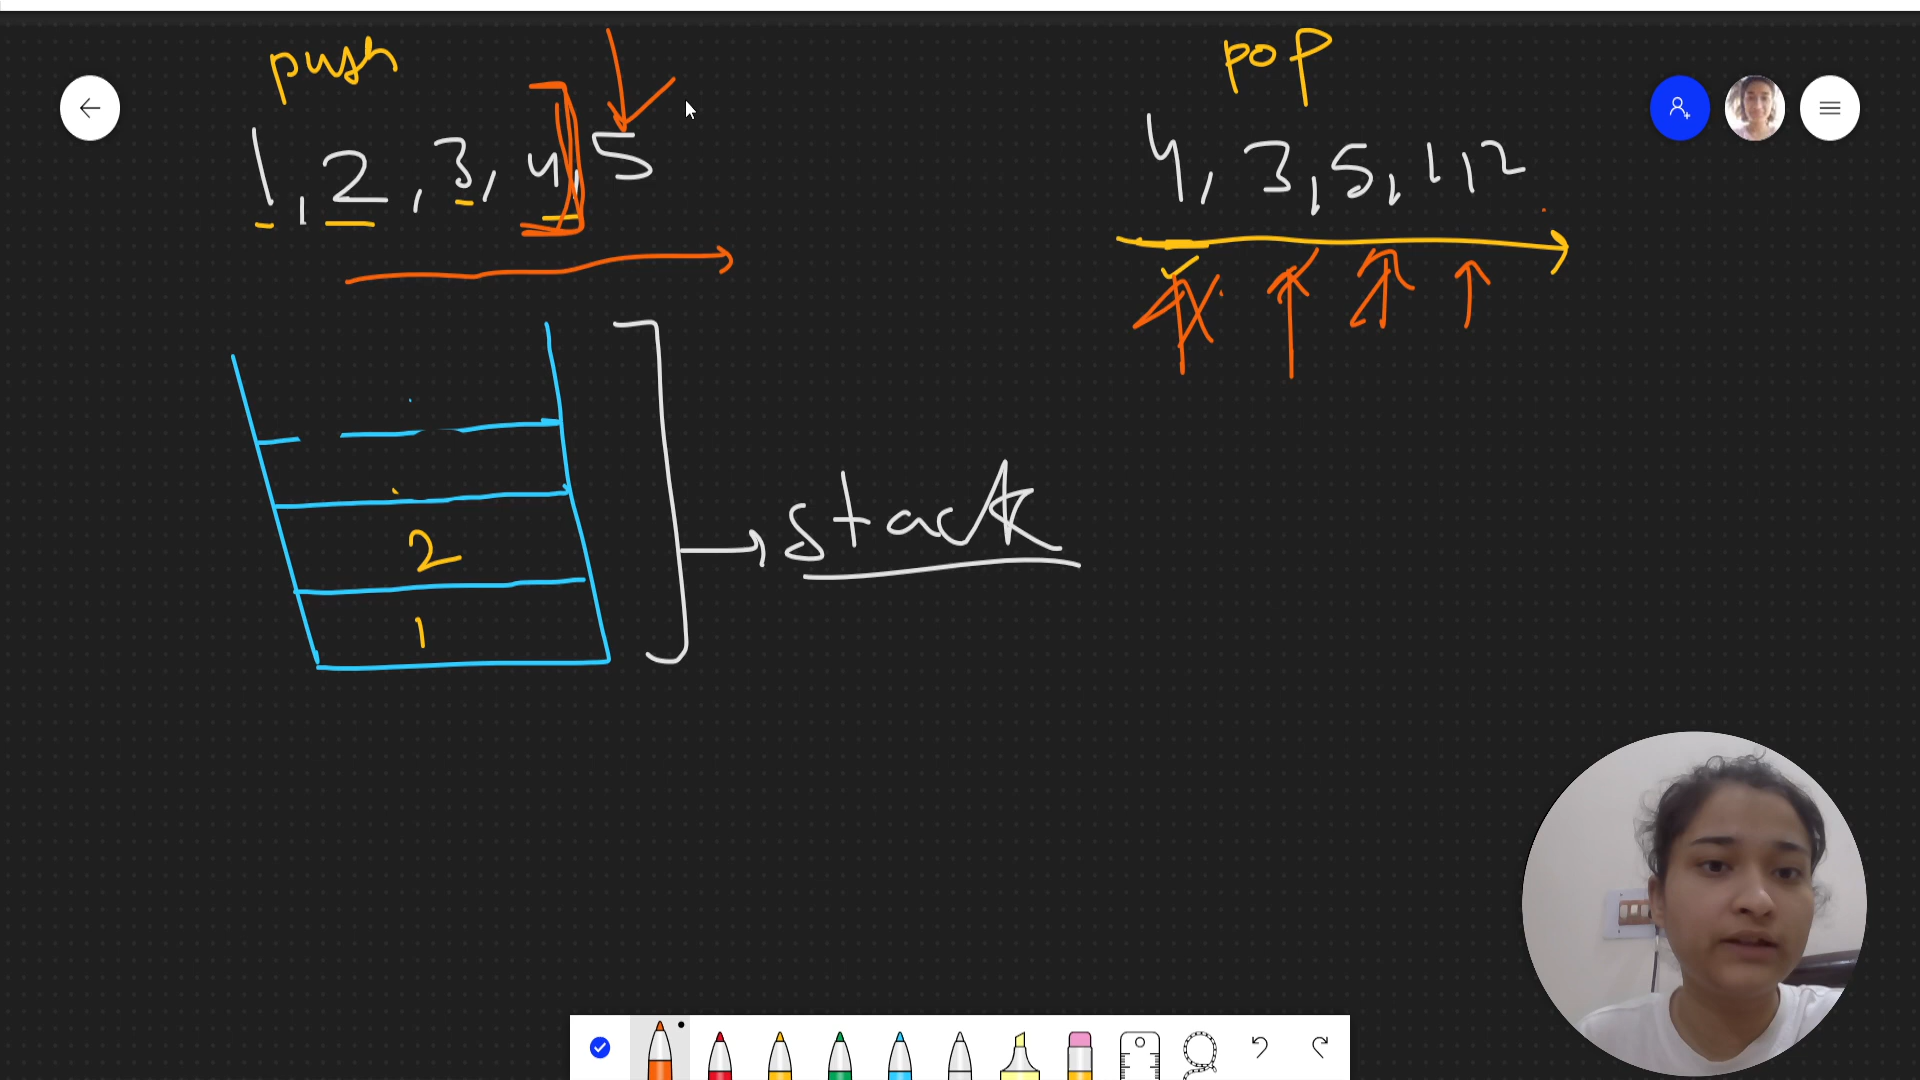 push
pop
1, 2, 3, 4, 5
4, 3, 5, 1, 2
stack
2
1